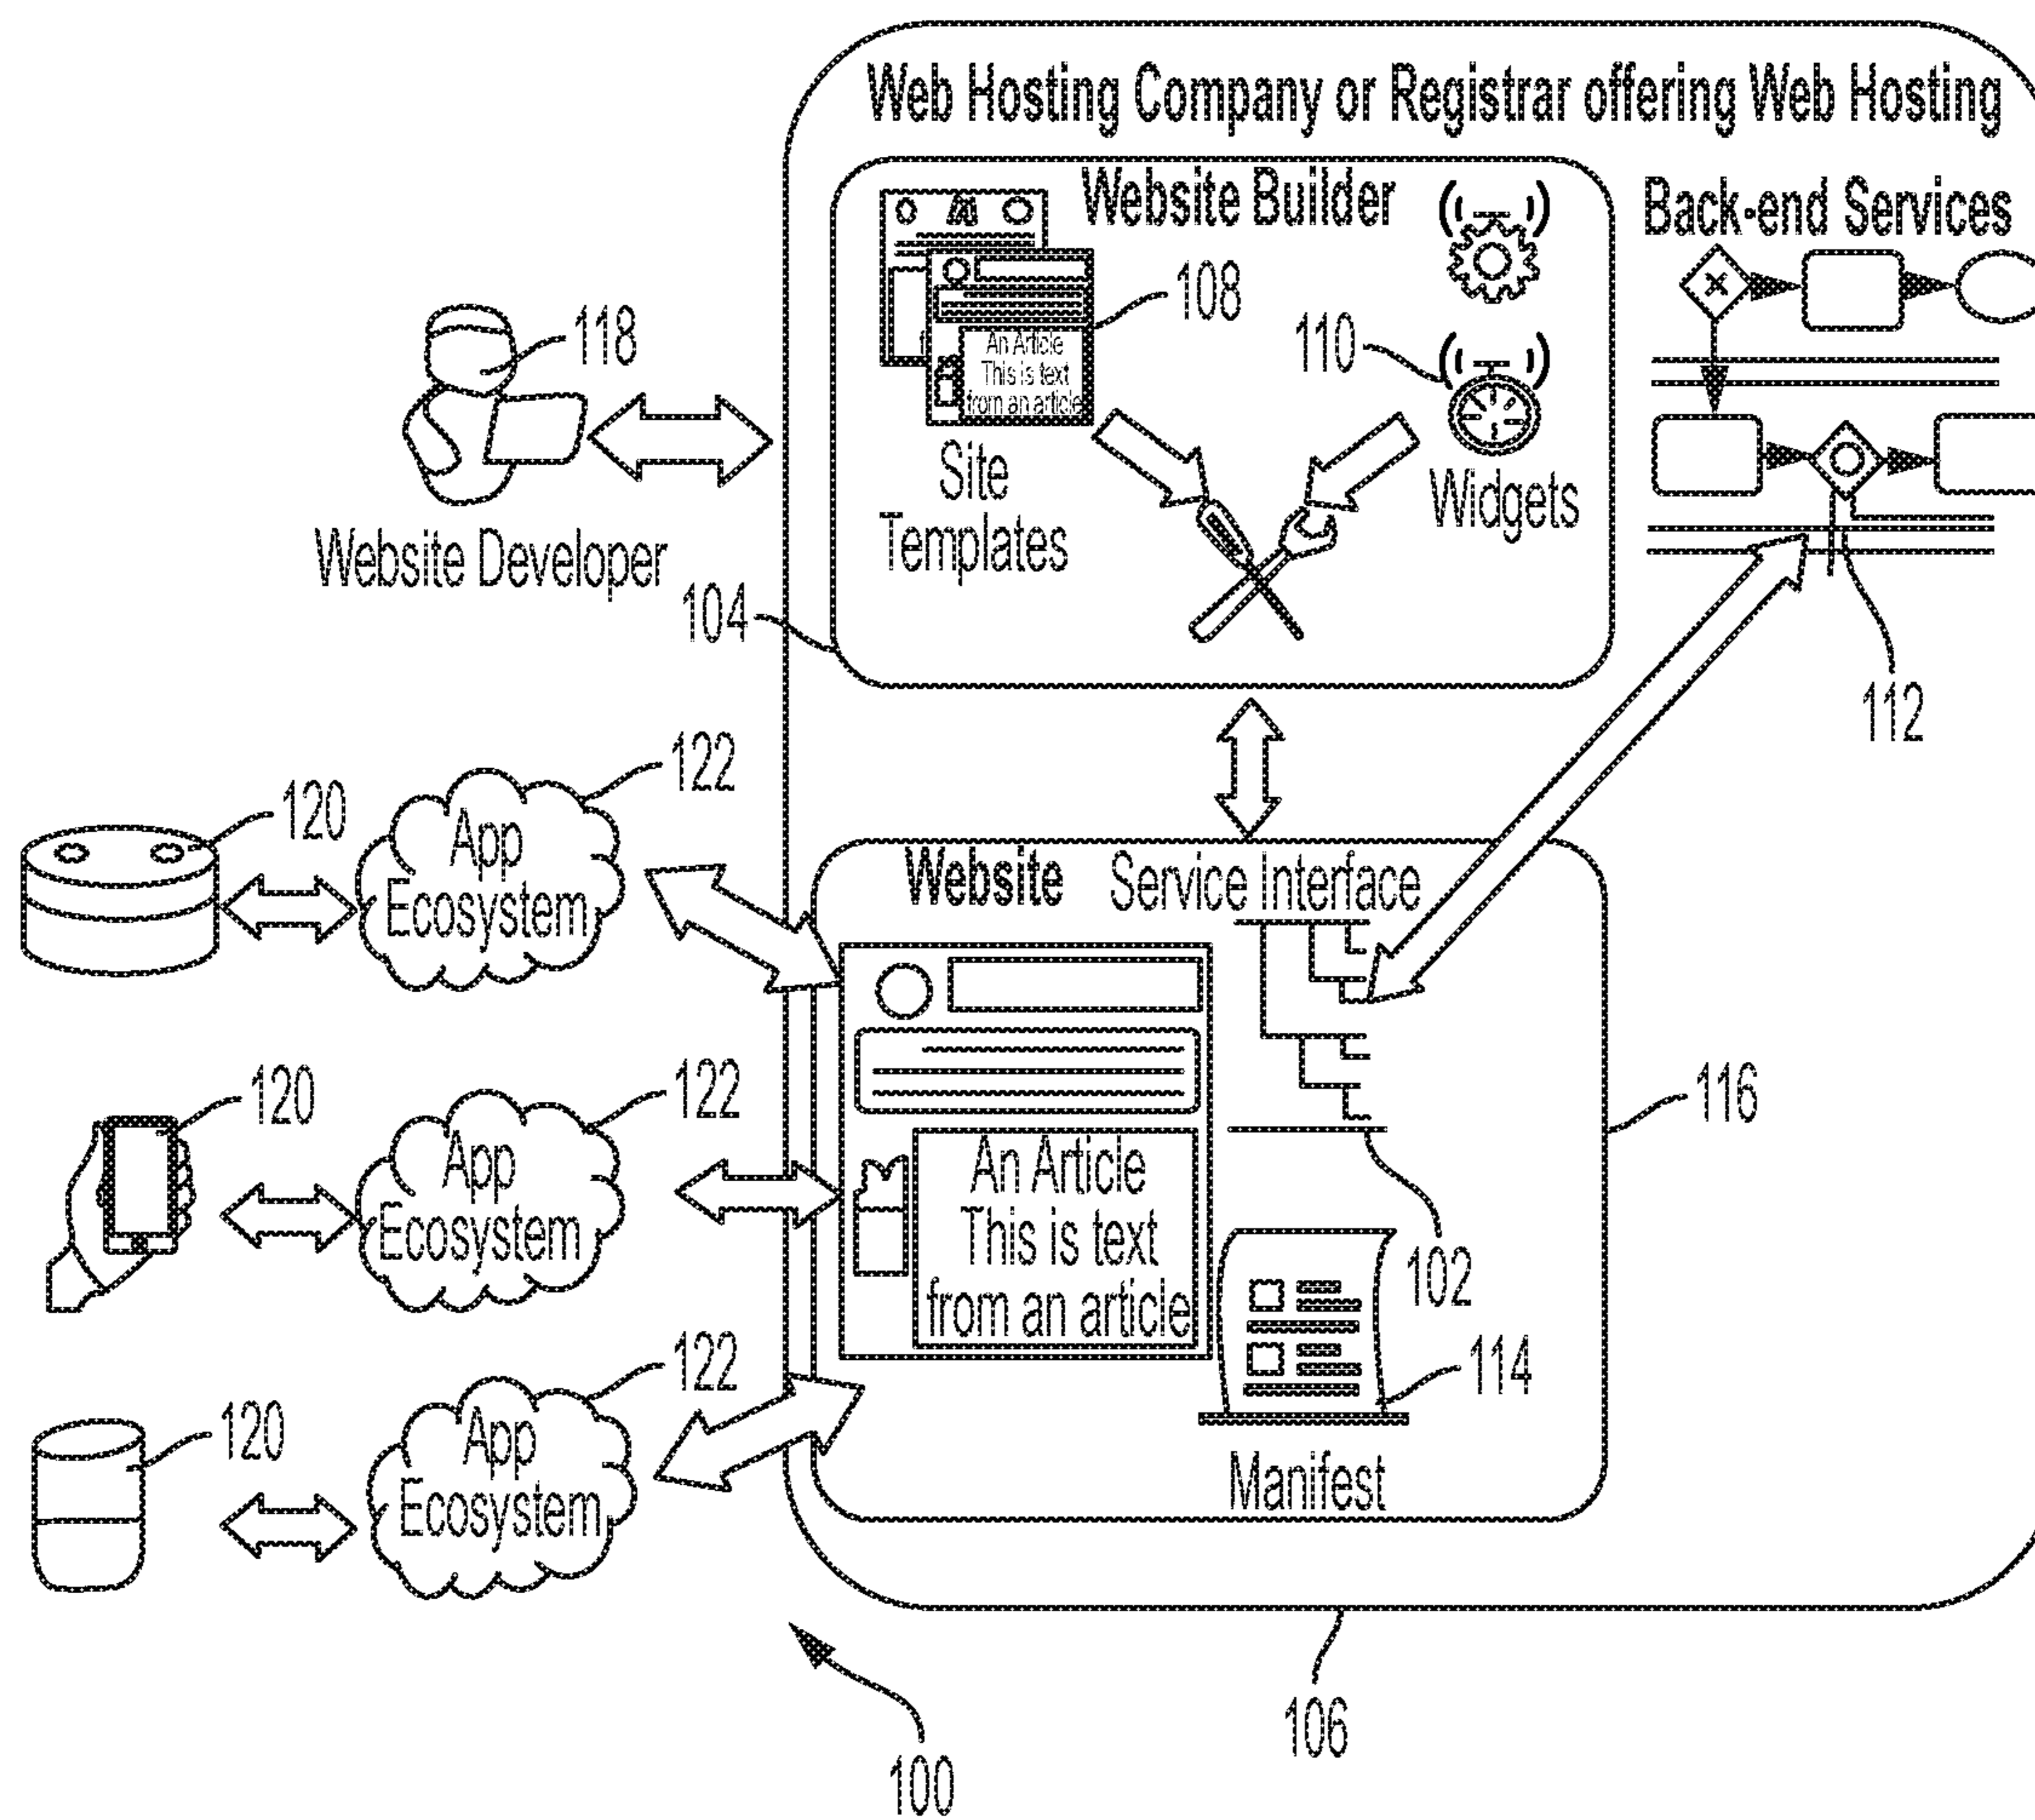 Web Hosting Company or Registrar offering Web Hosting
Website Builder
Back-end Services
108
110
118
An Article
This is text
from an article
Site
Templates
Widgets
Website Developer
104
112
122
120
App
Ecosystem
Website
Service Interface
122
120
App
Ecosystem
116
An Article
This is text
from an article
102
122
120
App
Ecosystem
114
Manifest
106
100